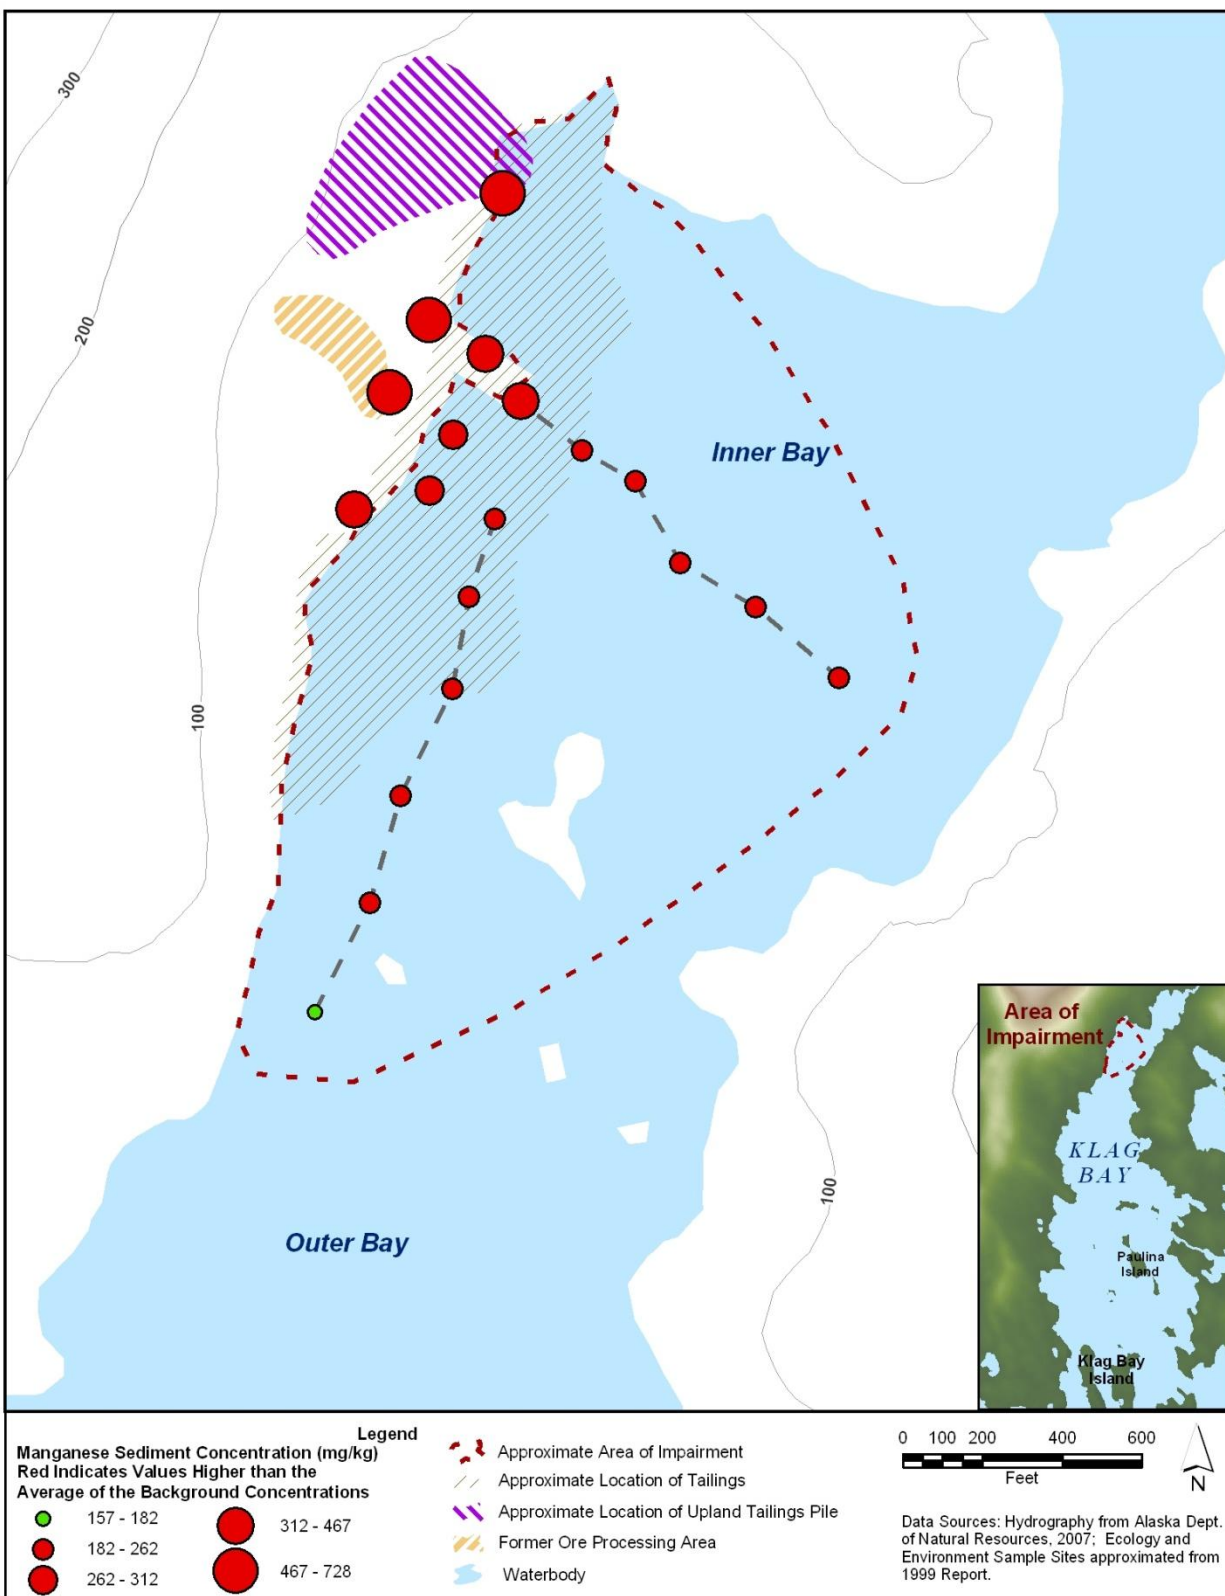 300
200
Inner Bay
100
Area of
Impairment
KLAG
BAY
100
Paulina
Island
Outer Bay
Klag Bay
Island
Legend
Manganese Sediment Concentration (mg/kg)
Red Indicates Values Higher than the
Average of the Background Concentrations
157 - 182
182 - 262
262 - 312
312 - 467
467 - 728
Approximate Area of Impairment
Approximate Location of Tailings
Approximate Location of Upland Tailings Pile
Former Ore Processing Area
Waterbody
0 100 200 400 600
Feet
N
Data Sources: Hydrography from Alaska Dept.
of Natural Resources, 2007; Ecology and
Environment Sample Sites approximated from
1999 Report.